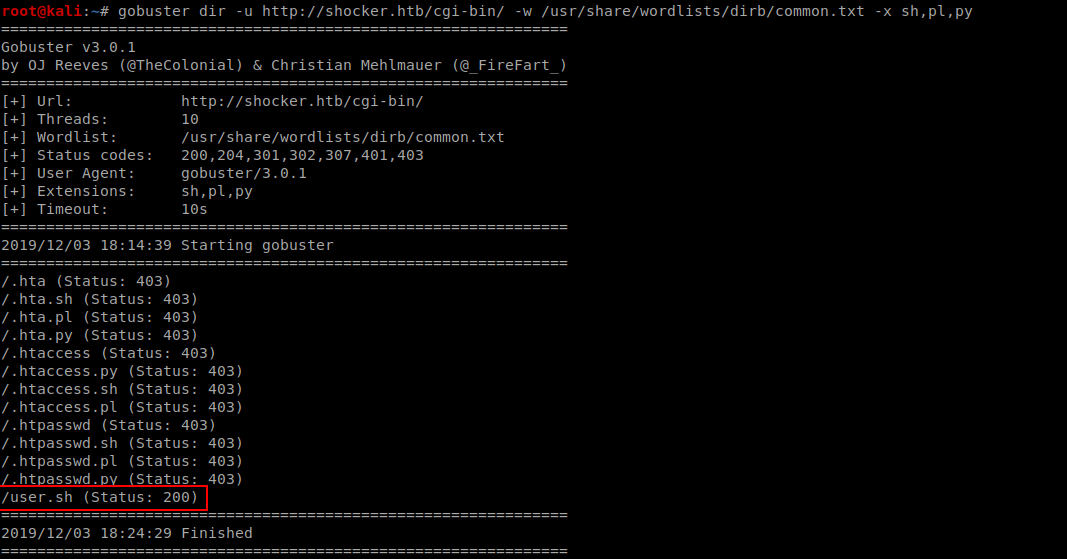 root@kali:~# gobuster dir -u http://shocker.htb/cgi-bin/ -w /usr/share/wordlists/dirb/common.txt -x sh,pl,py
===============================================================
Gobuster v3.0.1
by OJ Reeves (@TheColonial) & Christian Mehlmauer (@_FireFart_)
===============================================================
[+] Url:            http://shocker.htb/cgi-bin/
[+] Threads:        10
[+] Wordlist:       /usr/share/wordlists/dirb/common.txt
[+] Status codes:   200,204,301,302,307,401,403
[+] User Agent:     gobuster/3.0.1
[+] Extensions:     sh,pl,py
[+] Timeout:        10s
===============================================================
2019/12/03 18:14:39 Starting gobuster
===============================================================
/.hta (Status: 403)
/.hta.sh (Status: 403)
/.hta.pl (Status: 403)
/.hta.py (Status: 403)
/.htaccess (Status: 403)
/.htaccess.py (Status: 403)
/.htaccess.sh (Status: 403)
/.htaccess.pl (Status: 403)
/.htpasswd (Status: 403)
/.htpasswd.sh (Status: 403)
/.htpasswd.pl (Status: 403)
/.htpasswd.py (Status: 403)
/user.sh (Status: 200)
===============================================================
2019/12/03 18:24:29 Finished
===============================================================